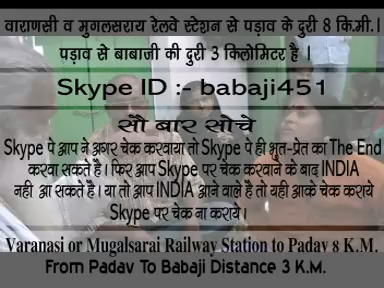 वाराणसी व मुगलसराय रेलवे स्टेशन से पड़ाव के दुरी 8 कि.मी.।
पड़ाव से बाबाजी की दुरी 3 किलोमिटर है ।
Skype ID :- babaji451
सौ बार सोचे
Skype पे आप ने अगर चेक करवाया तो Skype पे ही भुत-प्रेत का The End
करवा सकते है। फिर आप Skype पर चेक करवाने के बाद INDIA
नही आ सकते है। या तो आप INDIA आने वाले है तो यही आके चेक कराये
Skype पर चेक ना कराये।
Varanasi or Mugalsarai Railway Station to Padav 8 K.M.
From Padav To Babaji Distance 3 K.M.